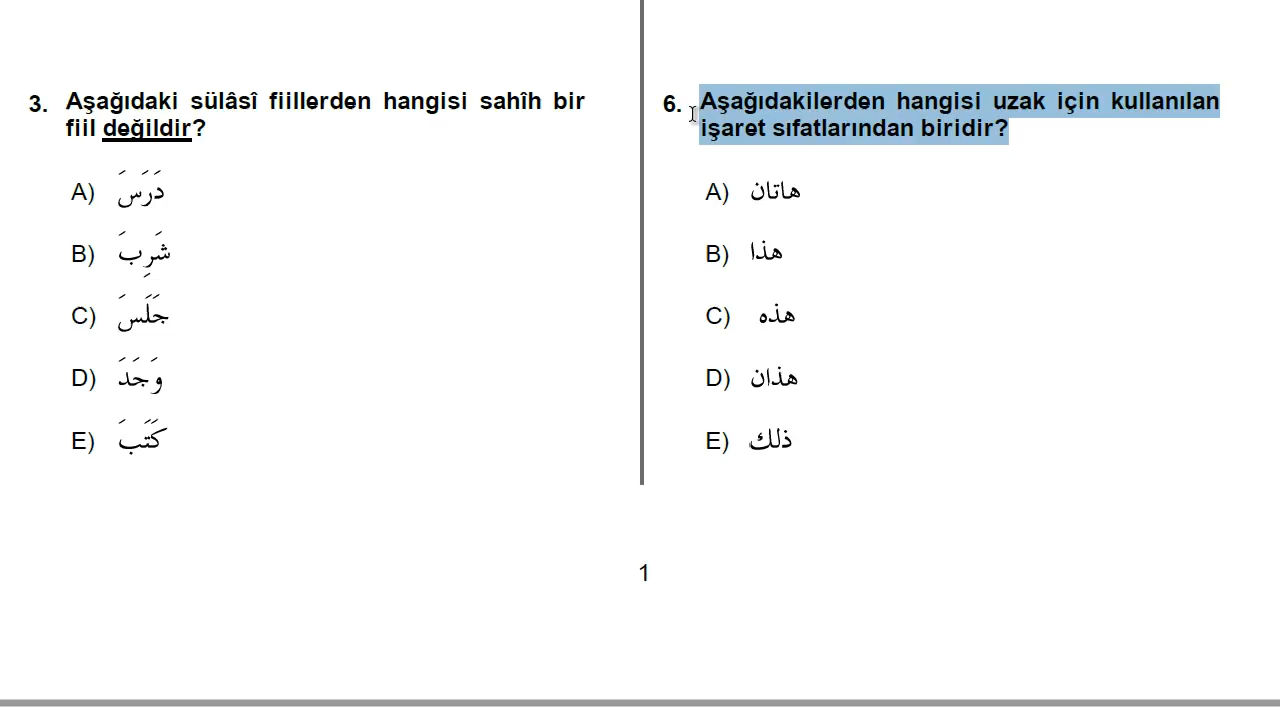 3. Aşağıdaki sülâsî fiillerden hangisi sahîh bir
fiil değildir?
A) دَرَسَ
B) شَرِبَ
C) جَلَسَ
D) وَجَدَ
E) كَتَبَ
6. Aşağıdakilerden hangisi uzak için kullanılan
işaret sıfatlarından biridir?
A) هاتان
B) هذا
C) هذه
D) هذان
E) ذلك
1